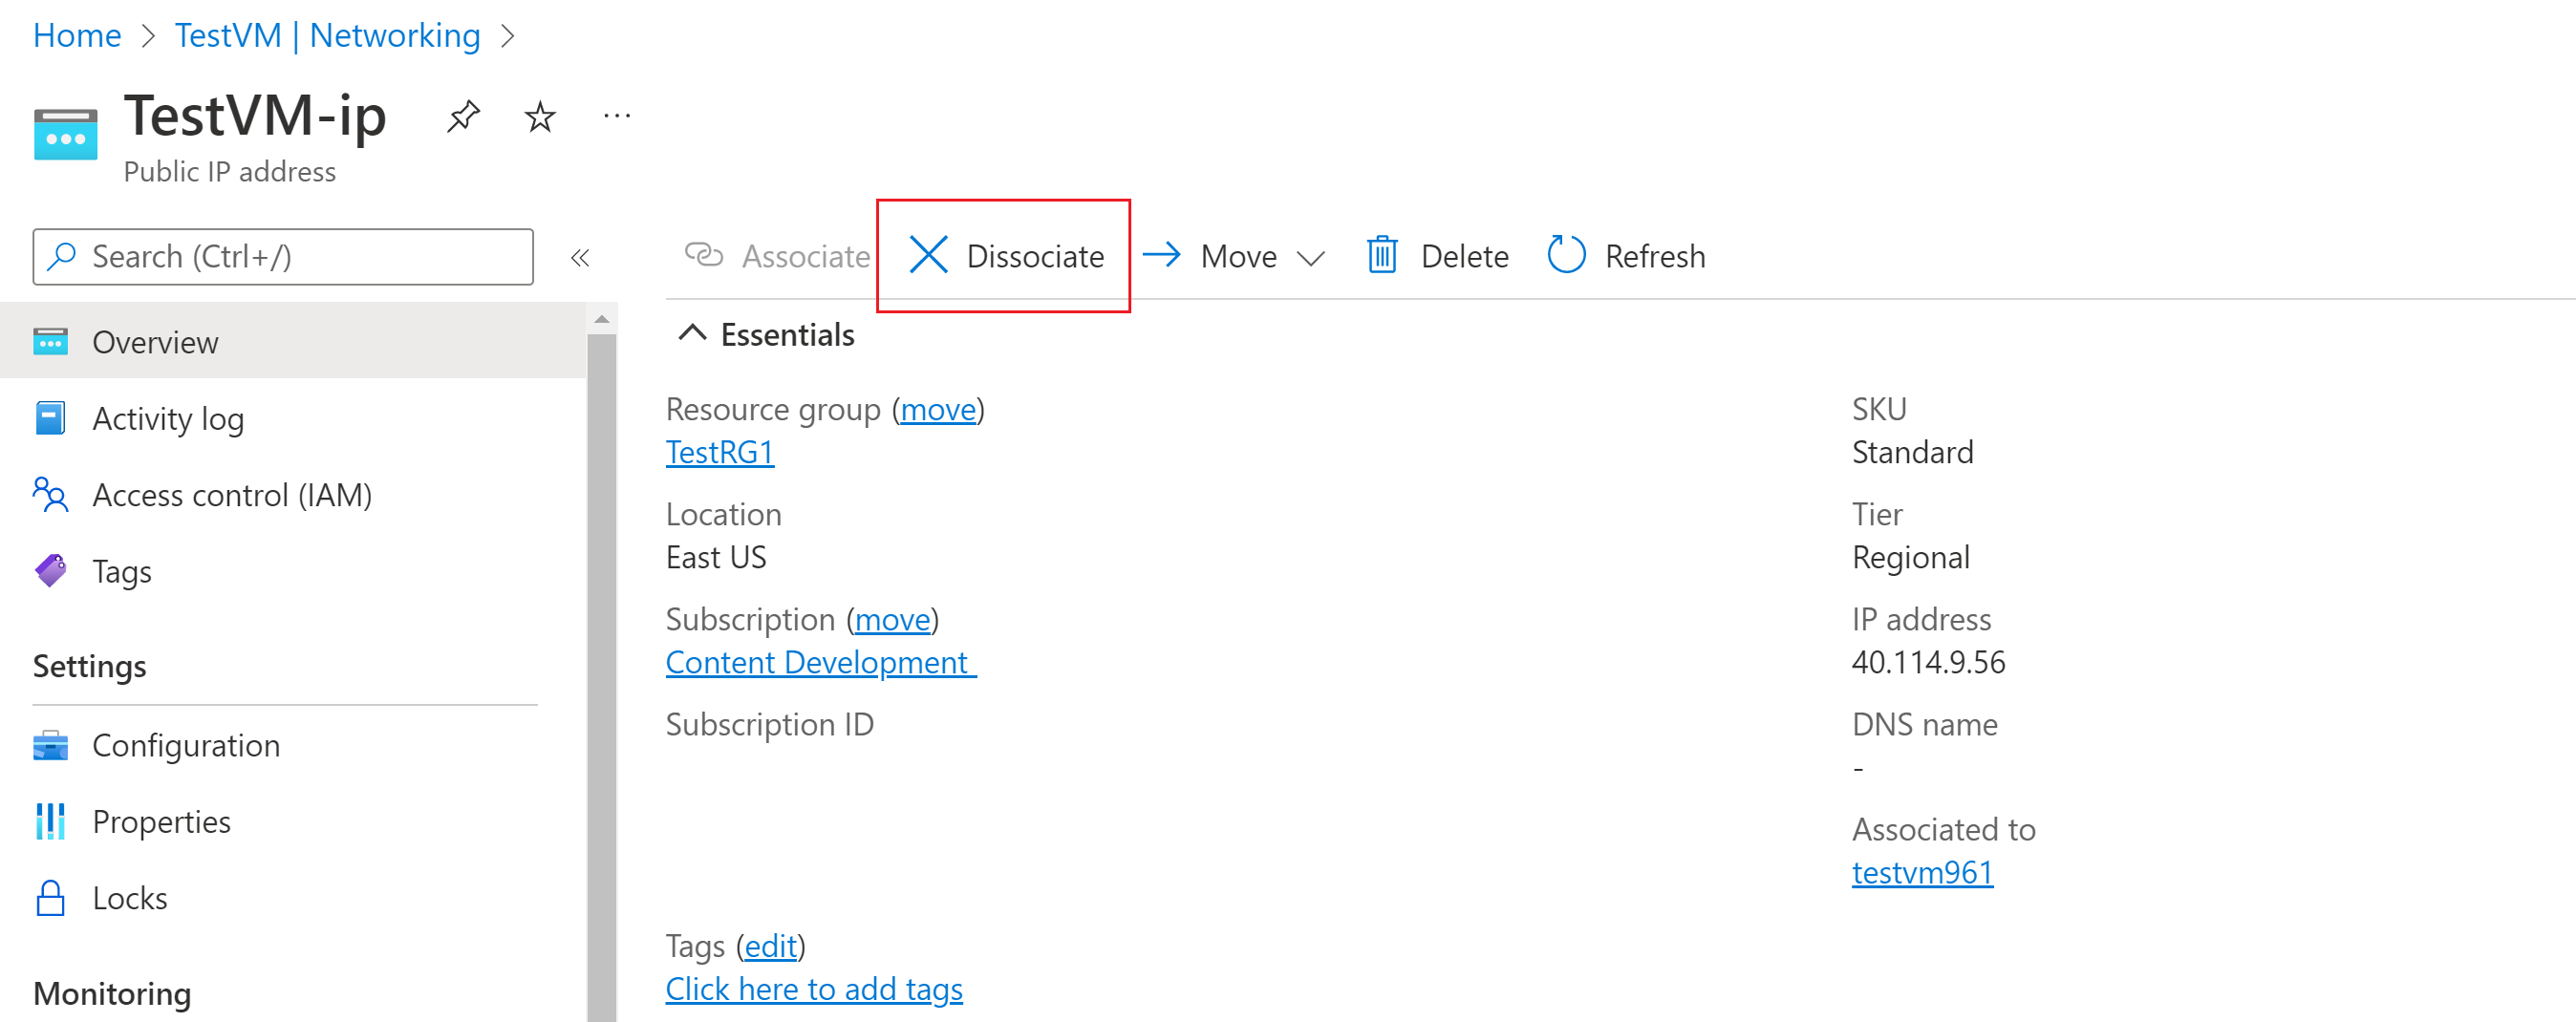 Home > TestVM | Networking >
TestVM-ip
Public IP address
Search (Ctrl+/)
«
Associate
Dissociate
Move
Delete
Refresh
Overview
Activity log
Access control (IAM)
Tags
Settings
Configuration
Properties
Locks
Monitoring
Essentials
Resource group (move)
TestRG1
Location
East US
Subscription (move)
Content Development
Subscription ID
SKU
Standard
Tier
Regional
IP address
40.114.9.56
DNS name
-
Associated to
testvm961
Tags (edit)
Click here to add tags